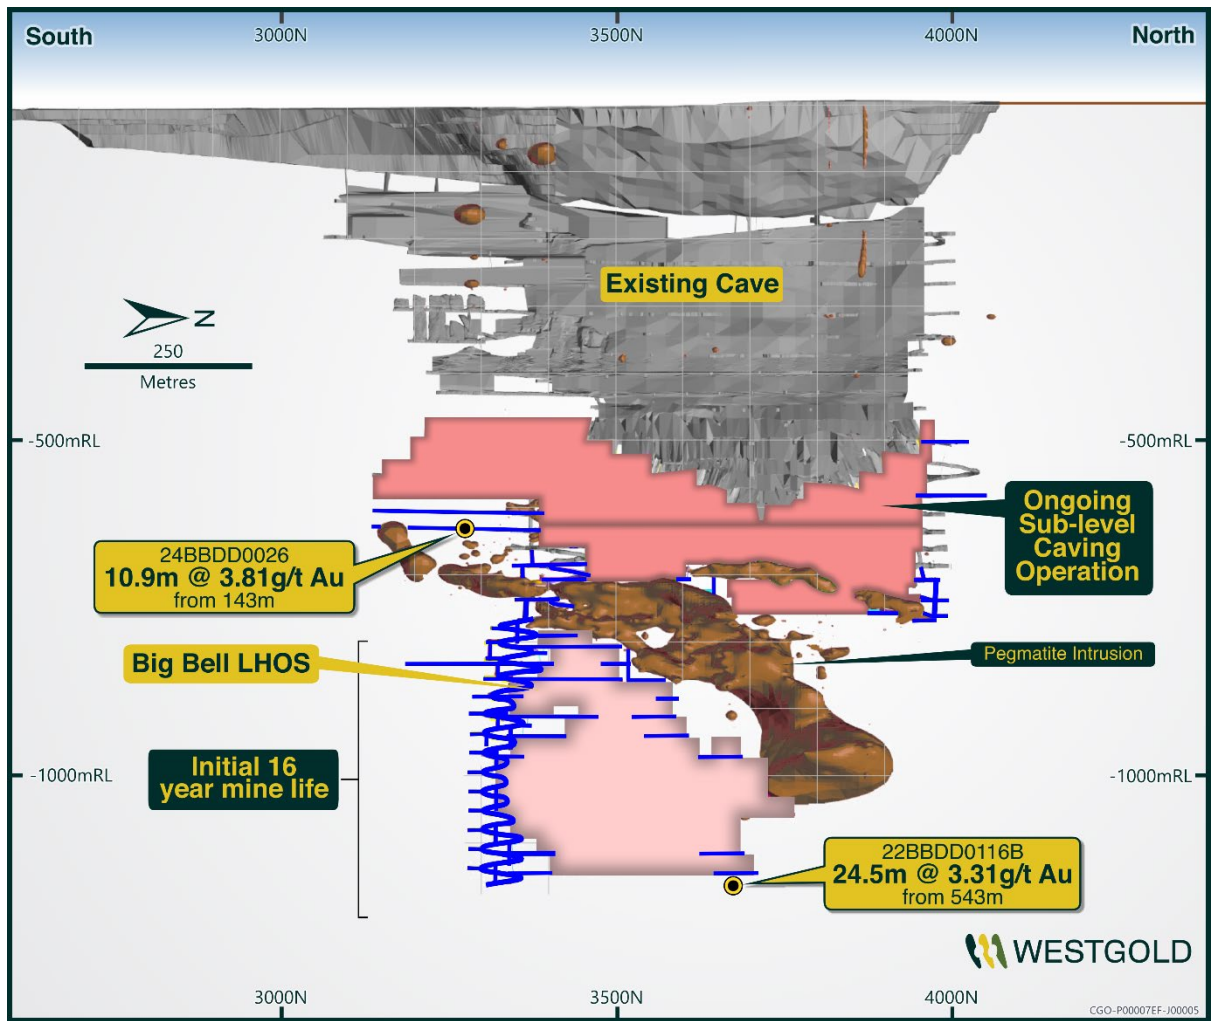 South
3000N
3500N
4000N
North
Existing Cave
N
250
Metres
-500mRL
-500mRL
Ongoing
Sub-level
Caving
Operation
24BBDD0026
10.9m @ 3.81g/t Au
from 143m
Big Bell LHOS
Pegmatite Intrusion
Initial 16
year mine life
-1000mRL
-1000mRL
22BBDD0116B
24.5m @ 3.31g/t Au
from 543m
WESTGOLD
3000N
3500N
4000N
CGO-P00007EF-J00005